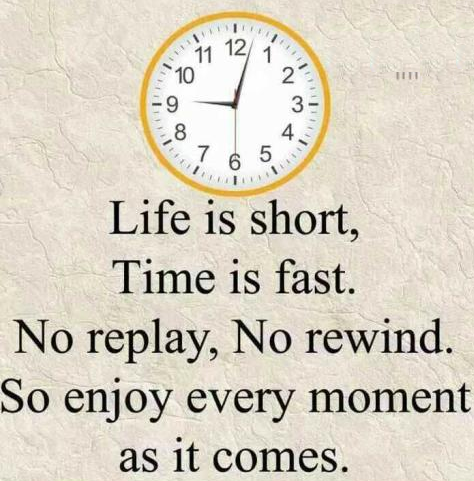 12
11 1
10 2
9 3
8 4
7 5
6
Life is short,
Time is fast.
No replay, No rewind.
So enjoy every moment
as it comes.